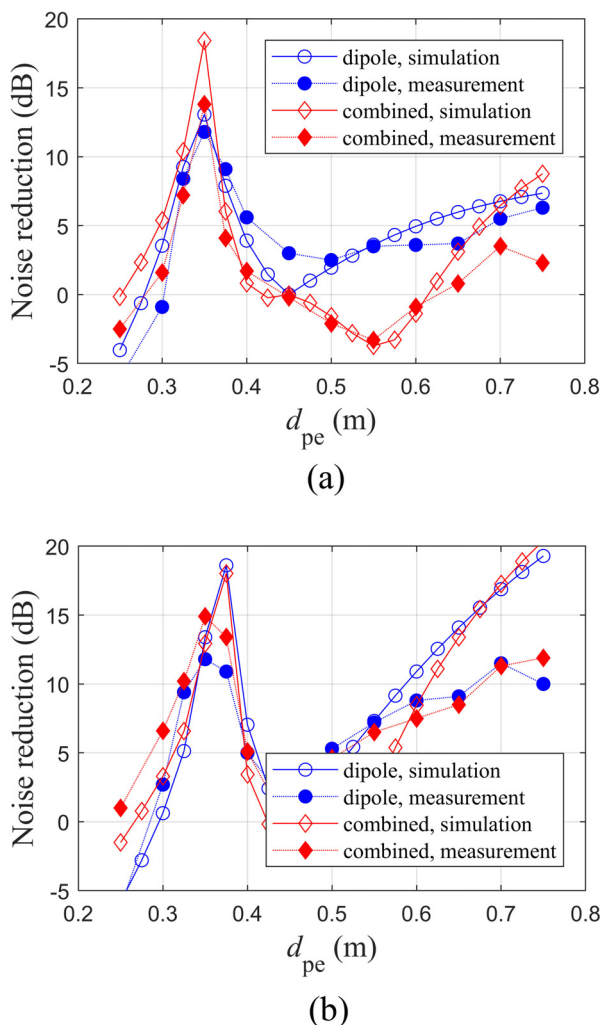 20
15
10
5
0
-5
Noise reduction (dB)
dipole, simulation
dipole, measurement
combined, simulation
combined, measurement
0.2 0.3 0.4 0.5 0.6 0.7 0.8
d_pe (m)
(a)
20
15
10
5
0
-5
Noise reduction (dB)
dipole, simulation
dipole, measurement
combined, simulation
combined, measurement
0.2 0.3 0.4 0.5 0.6 0.7 0.8
d_pe (m)
(b)